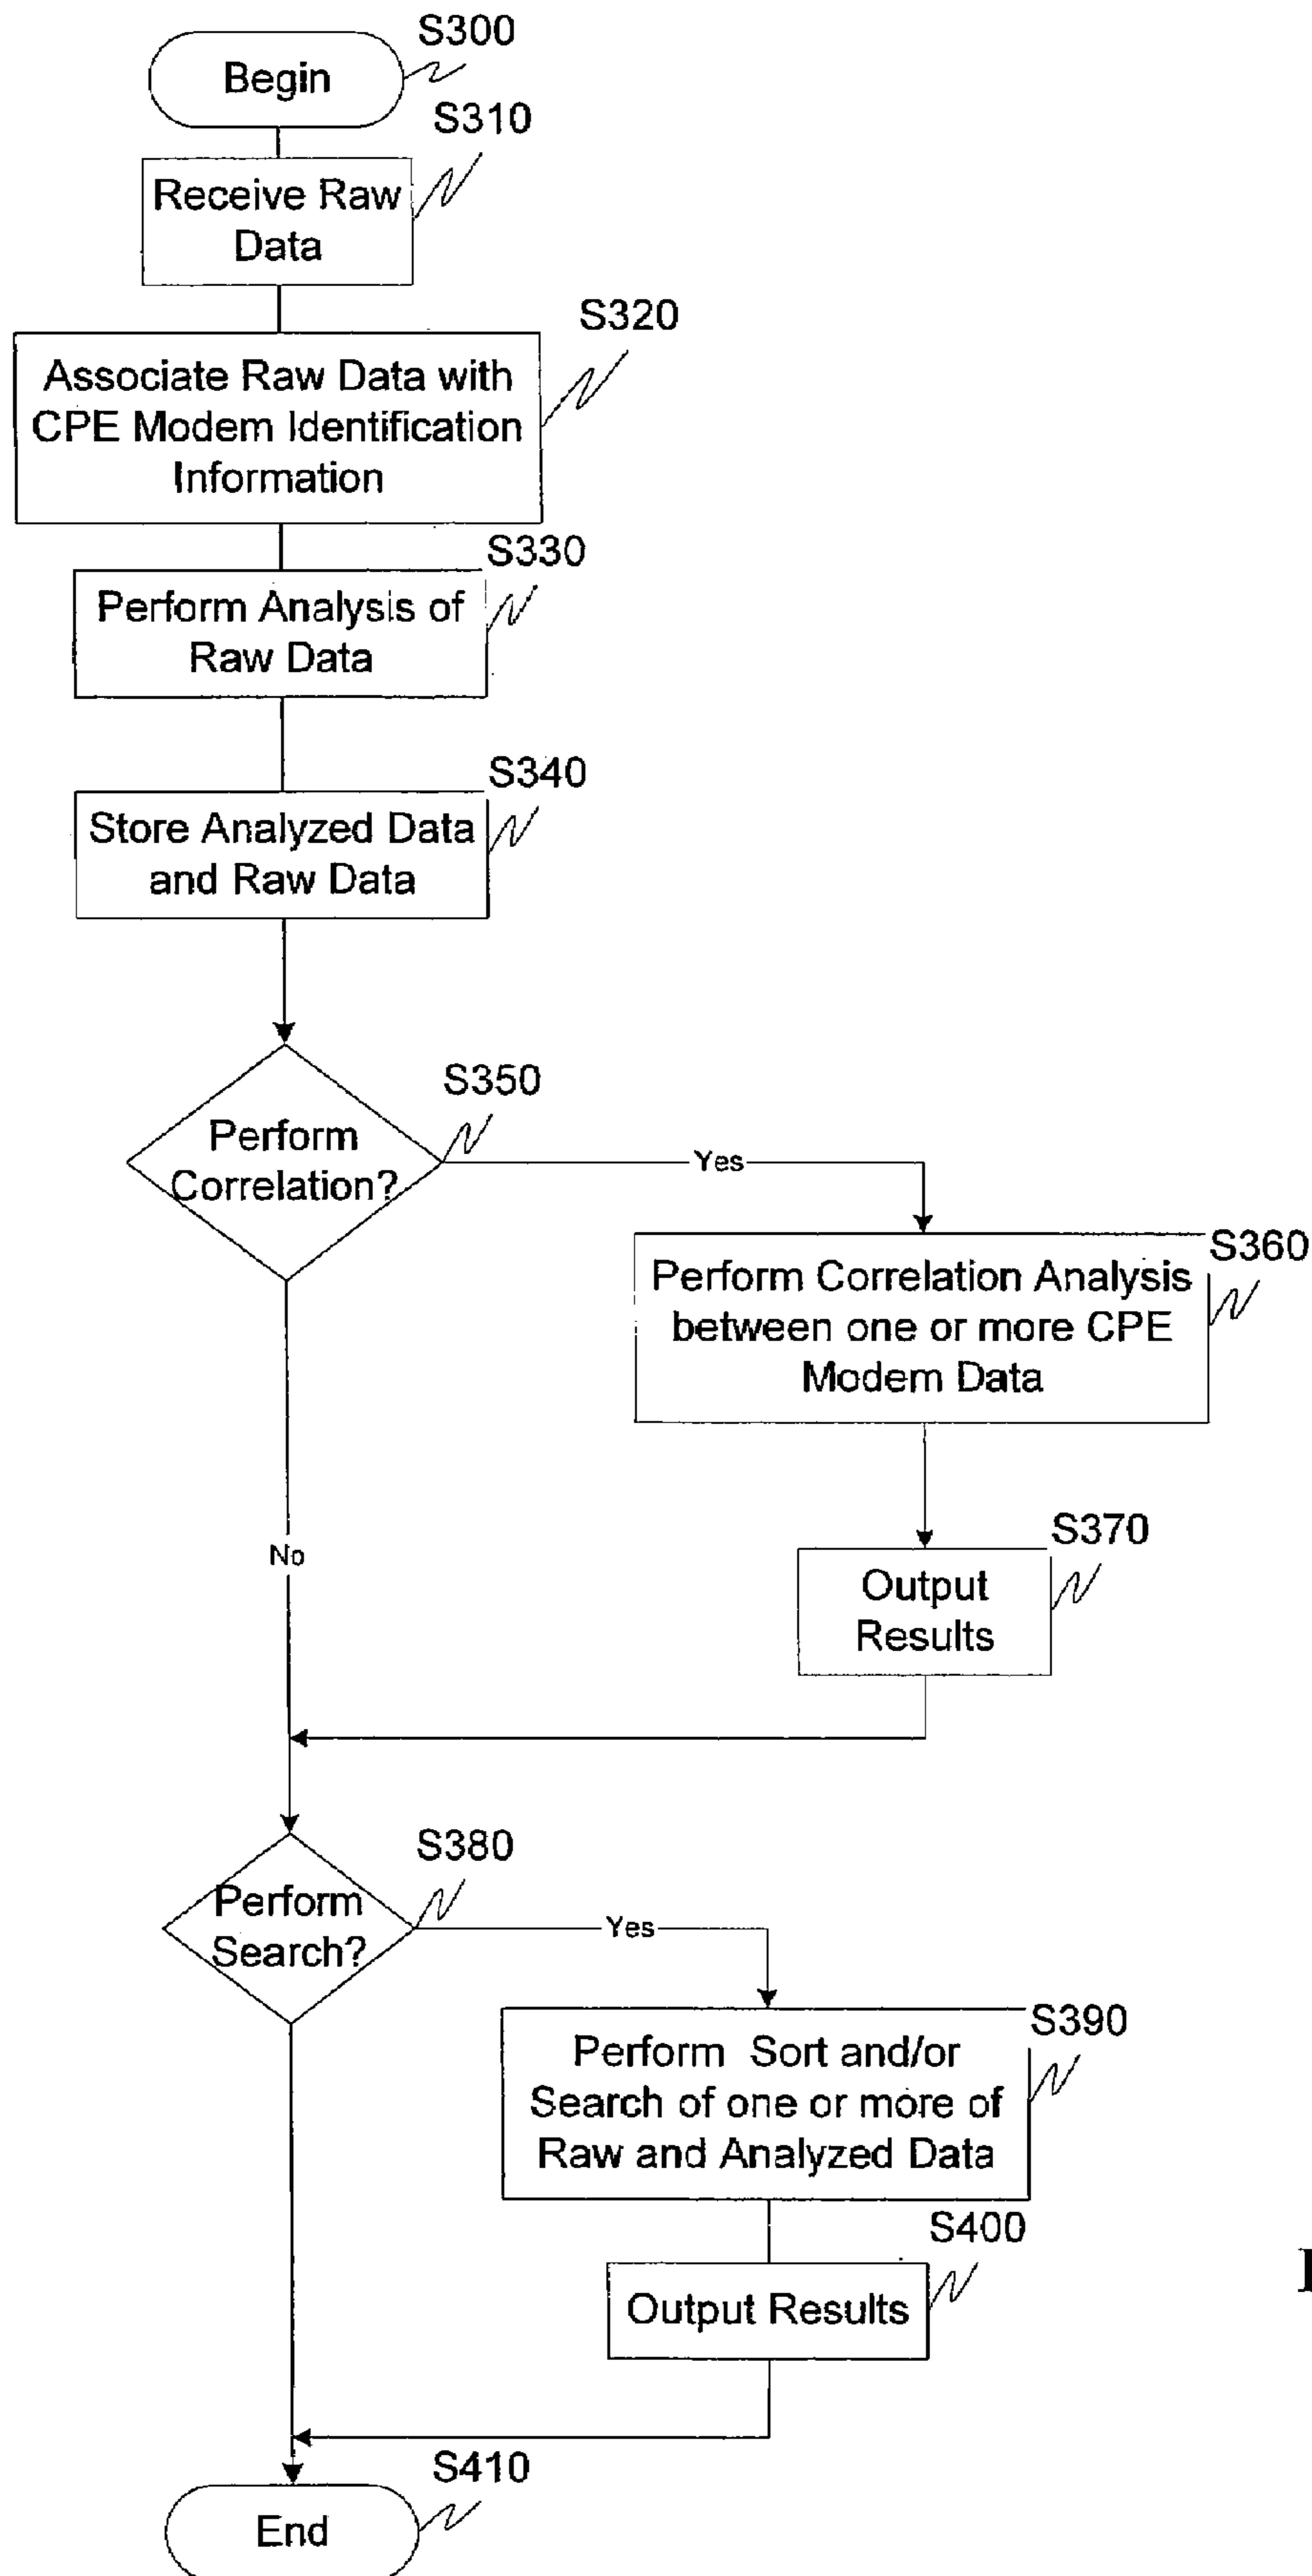 S300
Begin
S310
Receive Raw
Data
S320
Associate Raw Data with
CPE Modem Identification
Information
S330
Perform Analysis of
Raw Data
S340
Store Analyzed Data
and Raw Data
S350
Perform
Correlation?
Yes
S360
Perform Correlation Analysis
between one or more CPE
Modem Data
S370
Output
Results
No
S380
Perform
Search?
Yes
S390
Perform Sort and/or
Search of one or more of
Raw and Analyzed Data
S400
Output Results
S410
End